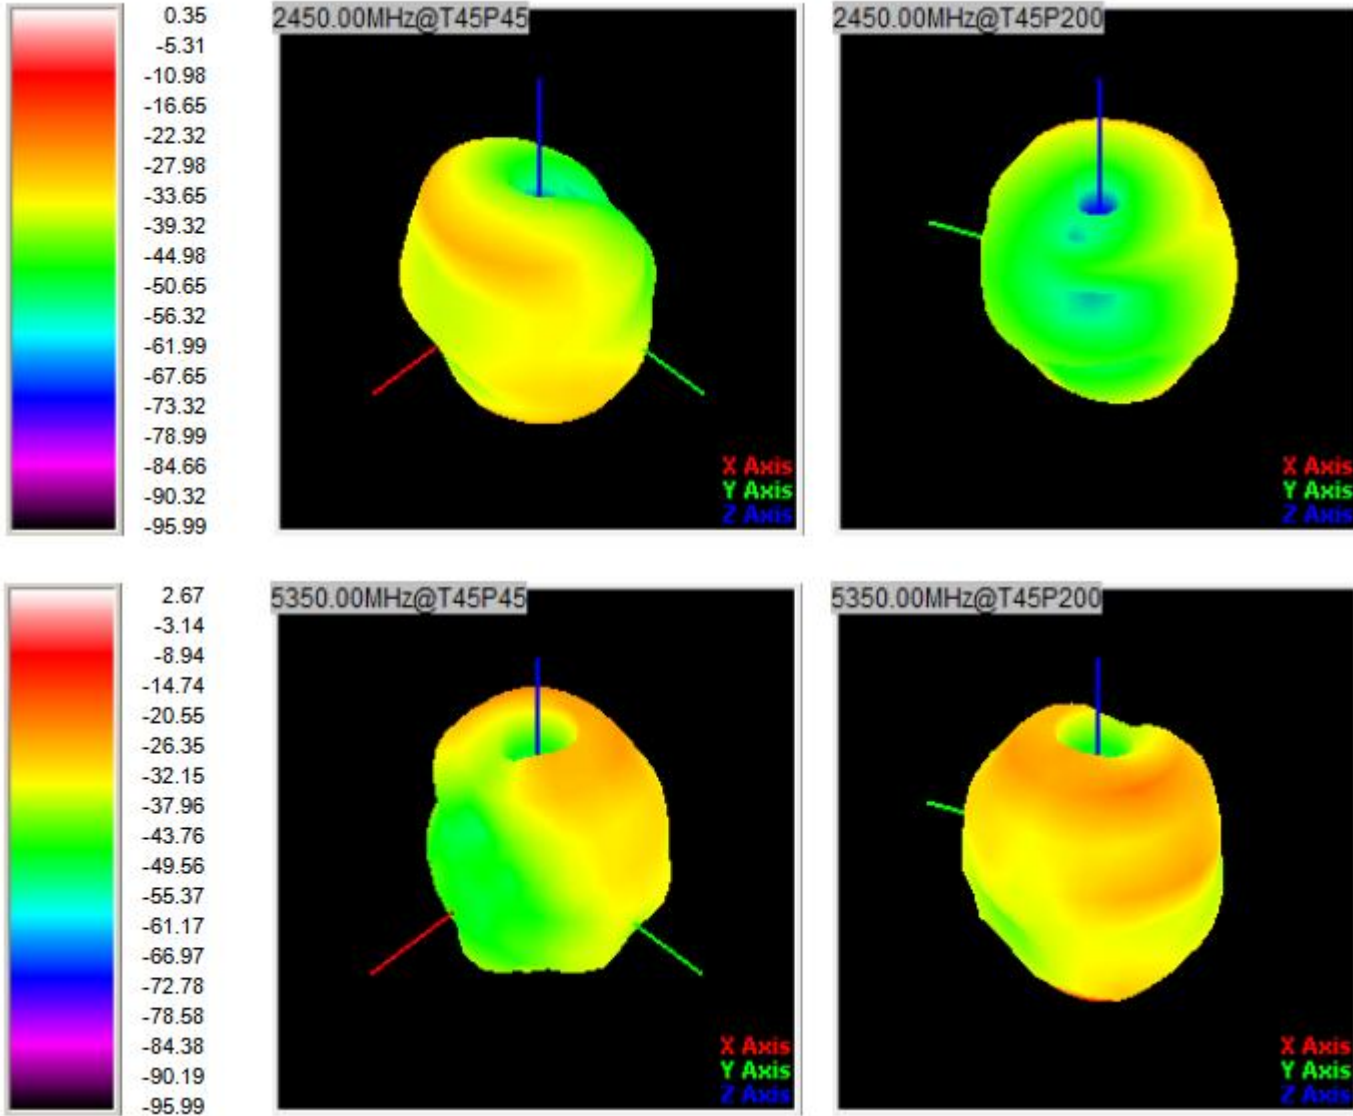 0.35
-5.31
-10.98
-16.65
-22.32
-27.98
-33.65
-39.32
-44.98
-50.65
-56.32
-61.99
-67.65
-73.32
-78.99
-84.66
-90.32
-95.99
2450.00MHz@T45P45
X Axis
Y Axis
Z Axis
2450.00MHz@T45P200
X Axis
Y Axis
Z Axis
2.67
-3.14
-8.94
-14.74
-20.55
-26.35
-32.15
-37.96
-43.76
-49.56
-55.37
-61.17
-66.97
-72.78
-78.58
-84.38
-90.19
-95.99
5350.00MHz@T45P45
X Axis
Y Axis
Z Axis
5350.00MHz@T45P200
X Axis
Y Axis
Z Axis